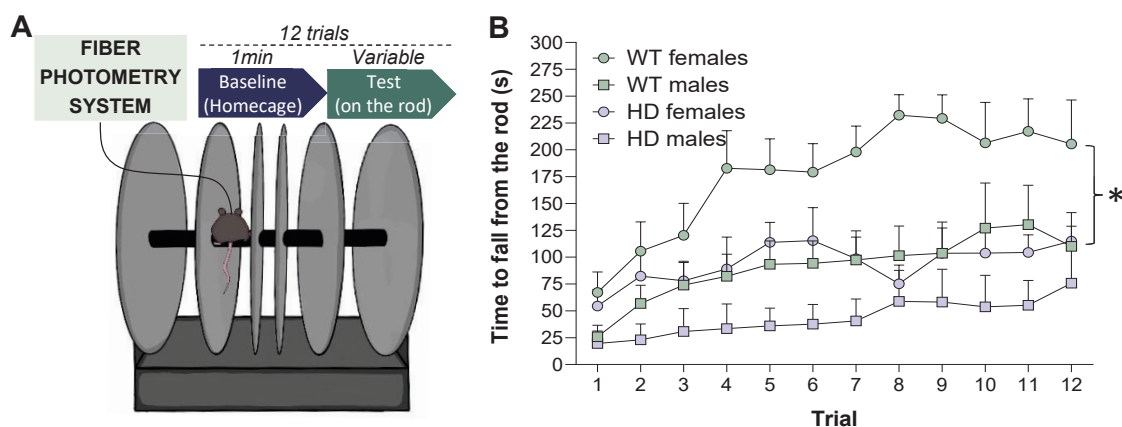 A
FIBER
PHOTOMETRY
SYSTEM
12 trials
1min
Variable
Baseline
(Homecage)
Test
(on the rod)
B
Time to fall from the rod (s)
300
275
250
225
200
175
150
125
100
75
50
25
0
WT females
WT males
HD females
HD males
*
1 2 3 4 5 6 7 8 9 10 11 12
Trial